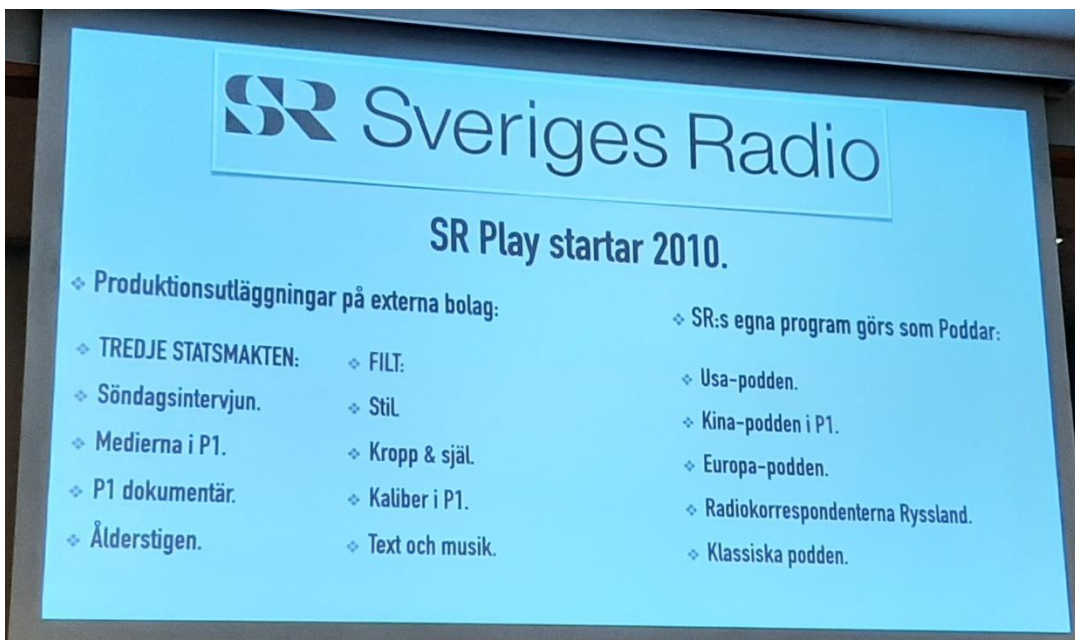 SR Sveriges Radio
SR Play startar 2010.
Produktionsutläggningar på externa bolag:
TREDJE STATSMAKTEN:
Söndagsintervjun.
Medierna i P1.
P1 dokumentär.
Ålderstigen.
FILT:
Stil.
Kropp & själ.
Kaliber i P1.
Text och musik.
SR:s egna program görs som Poddar:
Usa-podden.
Kina-podden i P1.
Europa-podden.
Radiokorrespondenterna Ryssland.
Klassiska podden.